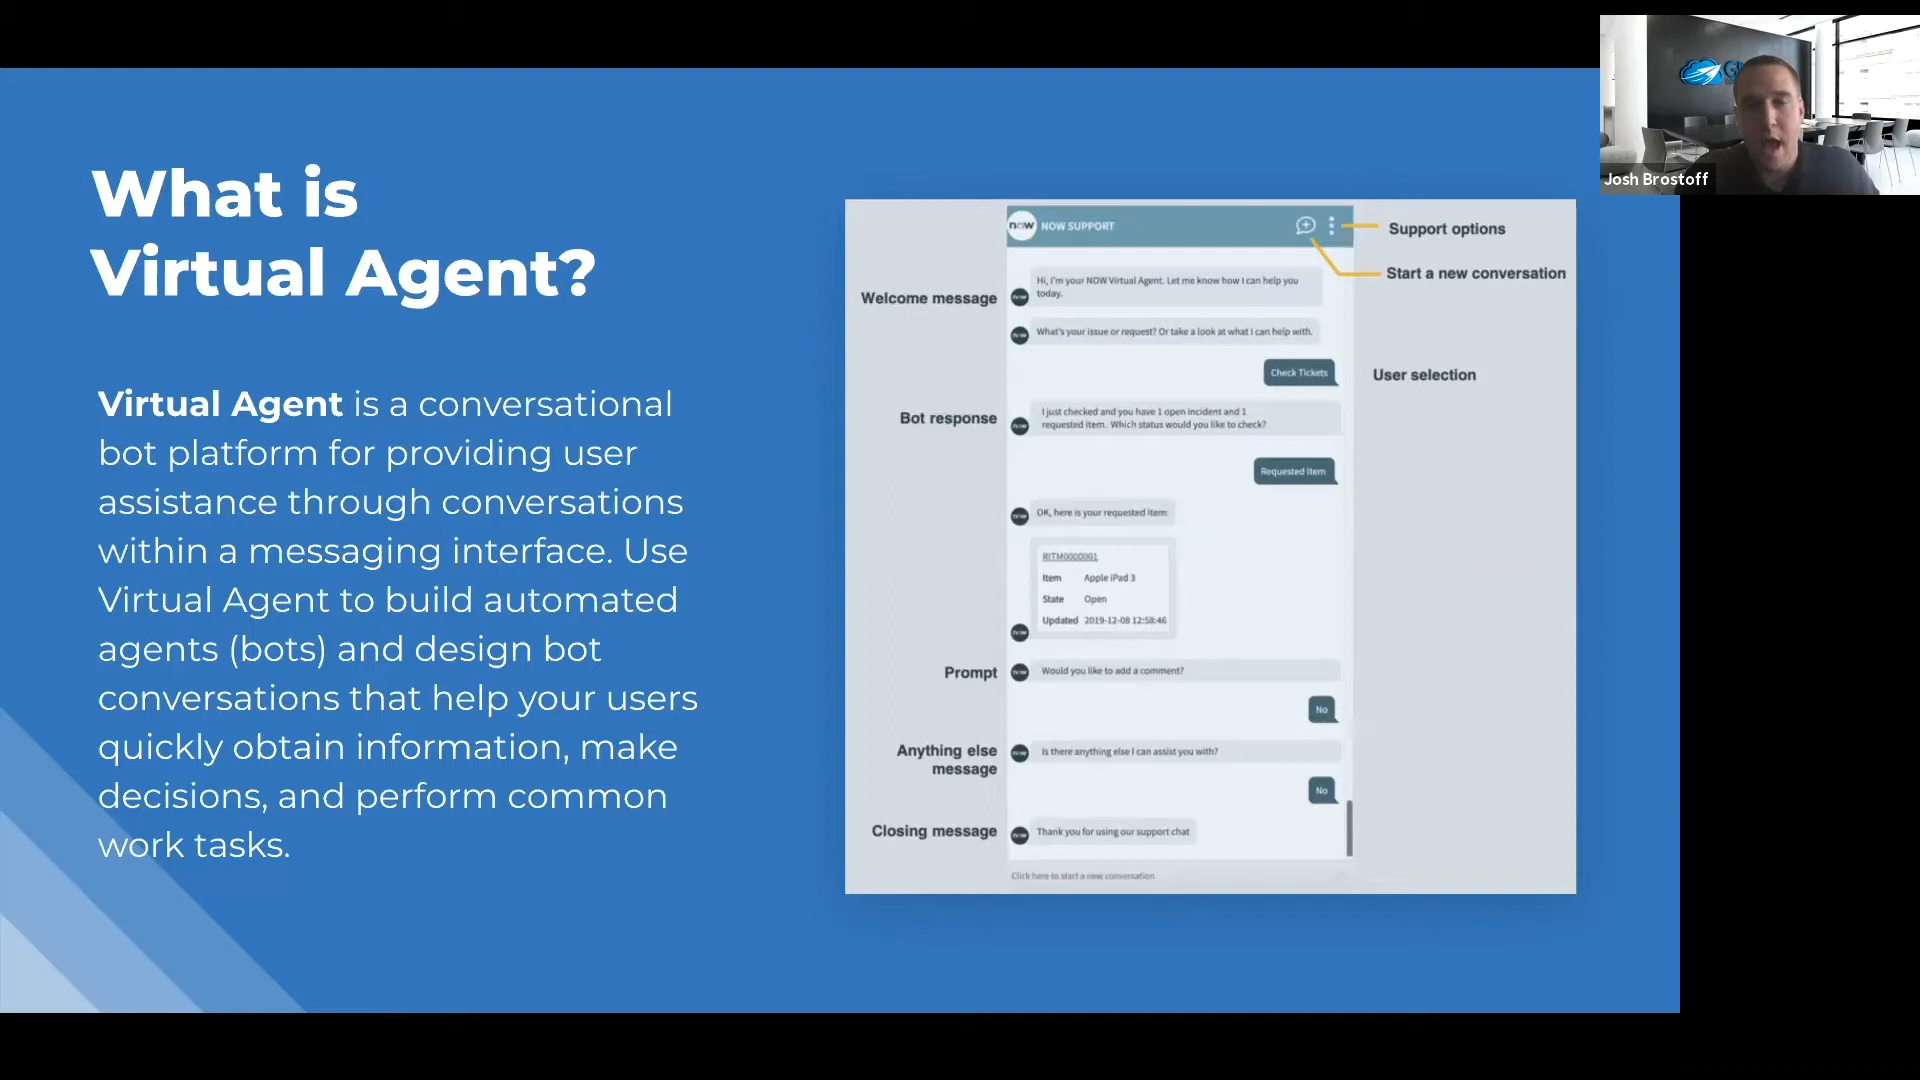 What is
Virtual Agent?
Virtual Agent is a conversational
bot platform for providing user
assistance through conversations
within a messaging interface. Use
Virtual Agent to build automated
agents (bots) and design bot
conversations that help your users
quickly obtain information, make
decisions, and perform common
work tasks.
now NOW SUPPORT
Support options
Start a new conversation
Welcome message
Hi, I'm your NOW Virtual Agent. Let me know how I can help you
today.
What's your issue or request? Or take a look at what I can help with.
Check Tickets
User selection
Bot response
I just checked and you have 1 open incident and 1
requested item. Which status would you like to check?
Requested Item
OK, here is your requested item:
RITM0000001
Item Apple iPad 3
State Open
Updated 2019-12-08 12:58:46
Prompt
Would you like to add a comment?
No
Anything else
message
Is there anything else I can assist you with?
No
Closing message
Thank you for using our support chat
Click here to start a new conversation
Josh Brostoff